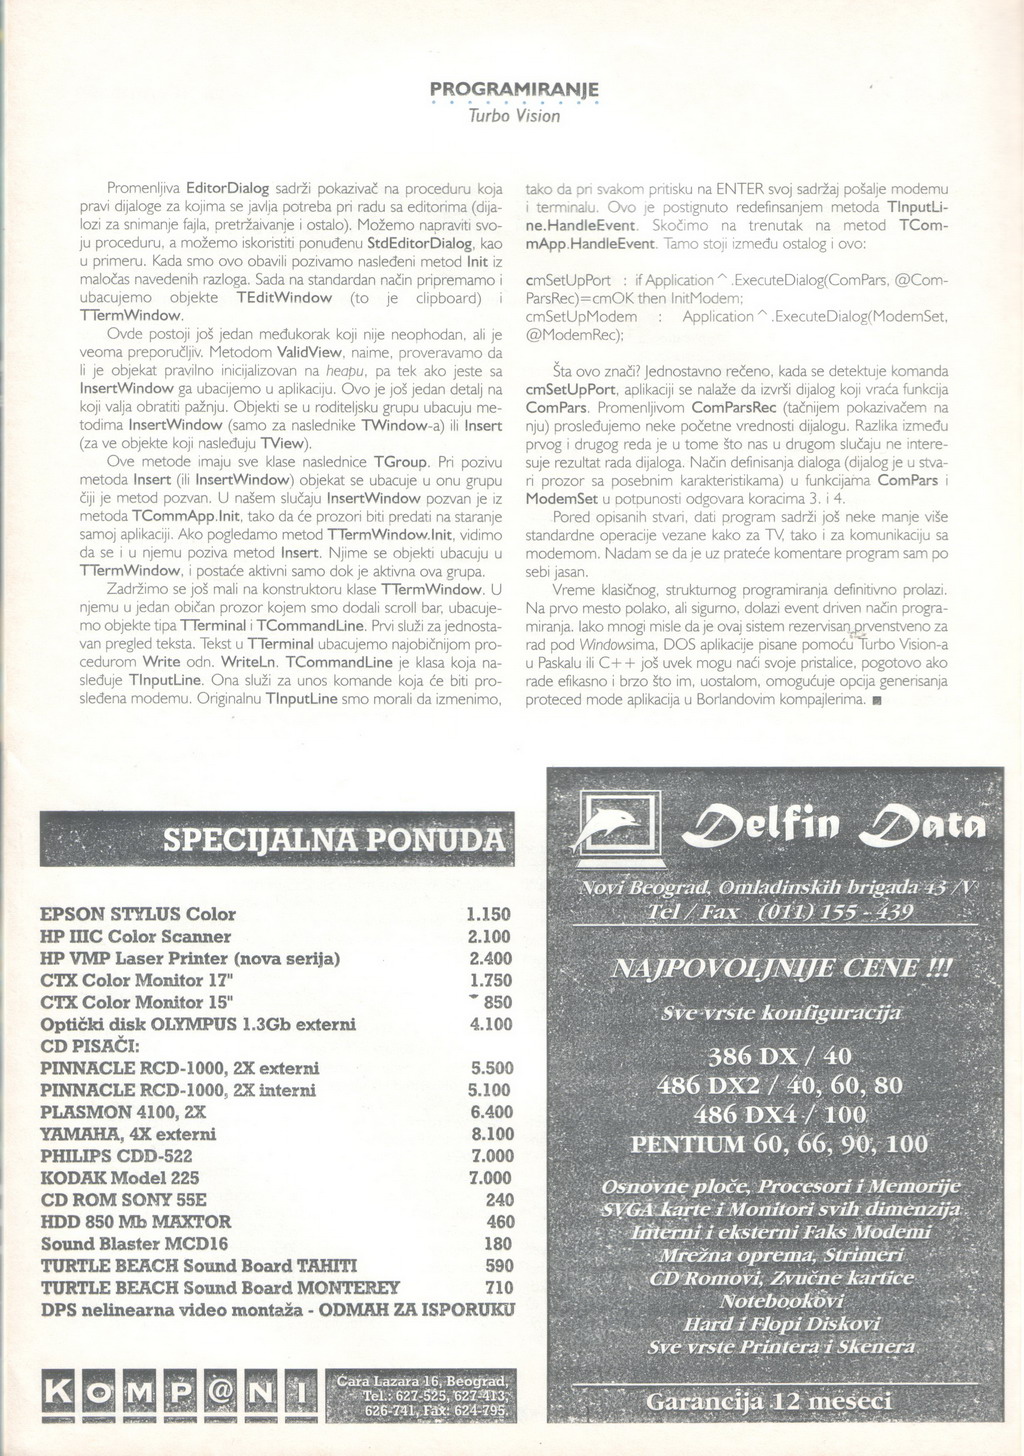 PROGRAMIRANJE
Turbo Vision
Promenljiva EditorDialog sadrži pokazivač na proceduru koja
pravi dijaloge za kojima se javlja potreba pri radu sa editorima (dija-
lozi za snimanje fajla, pretržaivanje i ostalo). Možemo napraviti svo-
ju proceduru, a možemo iskoristiti ponuđenu StdEditorDialog, kao
u primeru. Kada smo ovo obavili pozivamo nasleđeni metod Init iz
maločas navedenih razloga. Sada na standardan način pripremamo i
ubacujemo objekte TEditWindow (to je clipboard) i
TTermWindow.
Ovde postoji još jedan međukorak koji nije neophodan, ali je
veoma preporučljiv. Metodom ValidView, naime, proveravamo da
li je objekat pravilno inicijalizovan na heapu, pa tek ako jeste sa
InsertWindow ga ubacijemo u aplikaciju. Ovo je još jedan detalj na
koji valja obratiti pažnju. Objekti se u roditeljsku grupu ubacuju me-
todima InsertWindow (samo za naslednike TWindow-a) ili Insert
(za ve objekte koji nasleđuju TView).
Ove metode imaju sve klase naslednice TGroup. Pri pozivu
metoda Insert (ili InsertWindow) objekat se ubacuje u onu grupu
čiji je metod pozvan. U našem slučaju InsertWindow pozvan je iz
metoda TCommApp.Init, tako da će prozori biti predati na staranje
samoj aplikaciji. Ako pogledamo metod TTermWindow.Init, vidimo
da se i u njemu poziva metod Insert. Njime se objekti ubacuju u
TTermWindow, i postaće aktivni samo dok je aktivna ova grupa.
Zadržimo se još mali na konstruktoru klase TTermWindow. U
njemu u jedan običan prozor kojem smo dodali scroll bar, ubacuje-
mo objekte tipa TTerminal i TCommandLine. Prvi služi za jednosta-
van pregled teksta. Tekst u TTerminal ubacujemo najobičnijom pro-
cedurom Write odn. WriteLn. TCommandLine je klasa koja na-
sleđuje TInputLine. Ona služi za unos komande koja će biti pro-
sleđena modemu. Originalnu TInputLine smo morali da izmenimo,
tako da pri svakom pritisku na ENTER svoj sadržaj pošalje modemu
i terminalu. Ovo je postignuto redefinsanjem metoda TInputLi-
ne.HandleEvent. Skočimo na trenutak na metod TCom-
mApp.HandleEvent. Tamo stoji između ostalog i ovo:
cmSetUpPort : if Application^.ExecuteDialog(ComPars, @Com-
ParsRec)=cmOK then InitModem;
cmSetUpModem : Application^.ExecuteDialog(ModemSet,
@ModemRec);
Šta ovo znači? Jednostavno rečeno, kada se detektuje komanda
cmSetUpPort, aplikaciji se nalaže da izvrši dijalog koji vraća funkcija
ComPars. Promenljivom ComParsRec (tačnijem pokazivačem na
nju) prosleđujemo neke početne vrednosti dijalogu. Razlika između
prvog i drugog reda je u tome što nas u drugom slučaju ne intere-
suje rezultat rada dijaloga. Način definisanja dialoga (dijalog je u stva-
ri prozor sa posebnim karakteristikama) u funkcijama ComPars i
ModemSet u potpunosti odgovara koracima 3. i 4.
Pored opisanih stvari, dati program sadrži još neke manje više
standardne operacije vezane kako za TV, tako i za komunikaciju sa
modemom. Nadam se da je uz prateće komentare program sam po
sebi jasan.
Vreme klasičnog, strukturnog programiranja definitivno prolazi.
Na prvo mesto polako, ali sigurno, dolazi event driven način progra-
miranja. Iako mnogi misle da je ovaj sistem rezervisan prvenstveno za
rad pod Windowsima, DOS aplikacije pisane pomoću Turbo Vision-a
u Paskalu ili C++ još uvek mogu naći svoje pristalice, pogotovo ako
rade efikasno i brzo što im, uostalom, omogućuje opcija generisanja
proteced mode aplikacija u Borlandovim kompajlerima. ■
SPECIJALNA PONUDA
EPSON STYLUS Color 1.150
HP IIIC Color Scanner 2.100
HP VMP Laser Printer (nova serija) 2.400
CTX Color Monitor 17" 1.750
CTX Color Monitor 15" 850
Optički disk OLYMPUS 1.3Gb externi 4.100
CD PISAČI:
PINNACLE RCD-1000, 2X externi 5.500
PINNACLE RCD-1000, 2X interni 5.100
PLASMON 4100, 2X 6.400
YAMAHA, 4X externi 8.100
PHILIPS CDD-522 7.000
KODAK Model 225 7.000
CD ROM SONY 55E 240
HDD 850 Mb MAXTOR 460
Sound Blaster MCD16 180
TURTLE BEACH Sound Board TAHITI 590
TURTLE BEACH Sound Board MONTEREY 710
DPS nelinearna video montaža - ODMAH ZA ISPORUKU
KOMP@NI
Cara Lazara 16, Beograd,
Tel.: 627-525, 627-413,
626-741, Fax: 624-795,
Delfin Data
Novi Beograd, Omladinskih brigada 43 /V
Tel / Fax (011) 155 - 439
NAJPOVOLJNIJE CENE !!!
Sve vrste konfiguracija
386 DX / 40
486 DX2 / 40, 60, 80
486 DX4 / 100
PENTIUM 60, 66, 90, 100
Osnovne ploče, Procesori i Memorije
SVGA karte i Monitori svih dimenzija
Interni i eksterni Faks Modemi
Mrežna oprema, Strimeri
CD Romovi, Zvučne kartice
Notebookovi
Hard i Flopi Diskovi
Sve vrste Printera i Skenera
Garancija 12 meseci